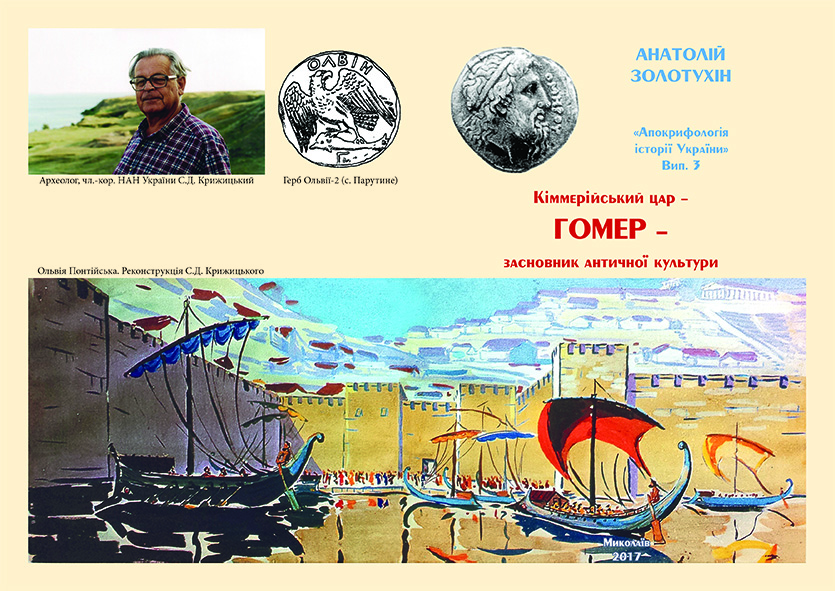 ОЛВІН
Г
Археолог, чл.-кор. НАН України С.Д. Крижицький
Герб Ольвії-2 (с. Парутине)
АНАТОЛІЙ
ЗОЛОТУХІН
«Апокрифологія
історії України»
Вип. 3
Кіммерійський цар –
ГОМЕР –
засновник античної культури
Ольвія Понтійська. Реконструкція С.Д. Крижицького
Миколаїв
2017